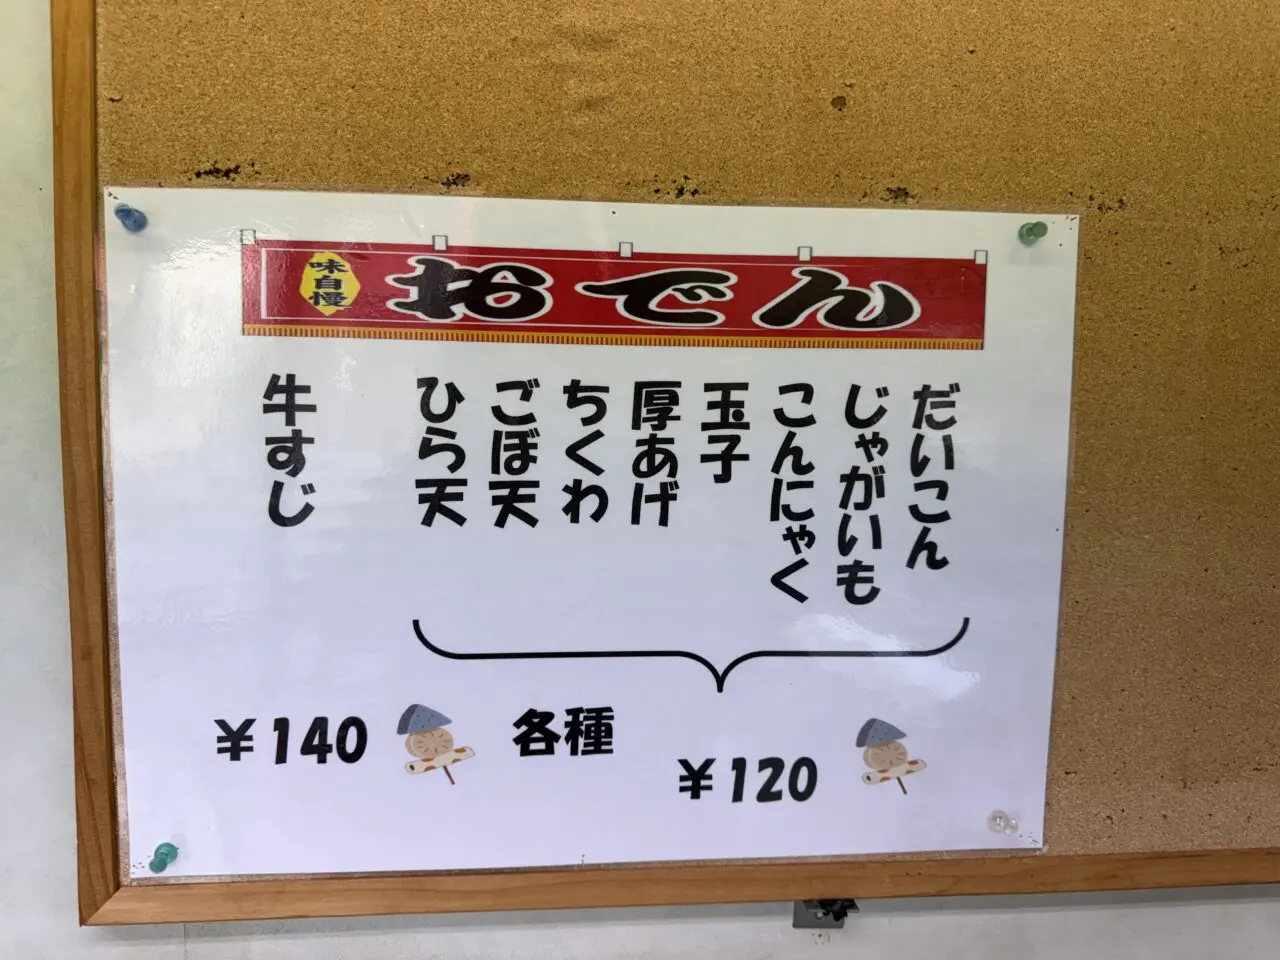 味自慢
おでん
だいこん
じゃがいも
こんにゃく
玉子
厚あげ
ちくわ
ごぼ天
ひら天
牛すじ
各種
¥120
¥140